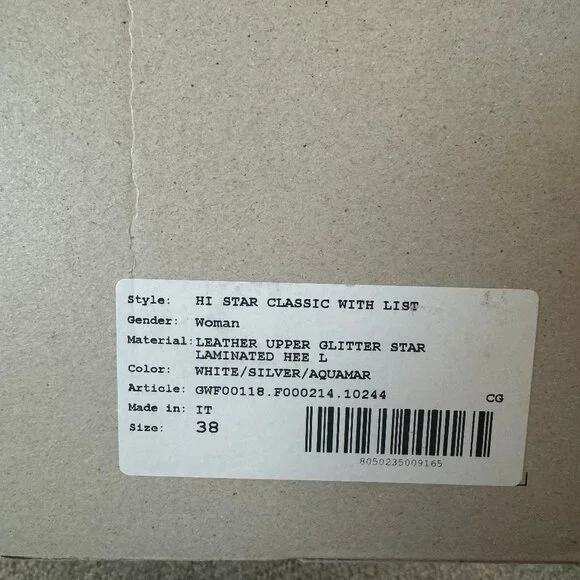 Style: HI STAR CLASSIC WITH LIST
Gender: Woman
Material: LEATHER UPPER GLITTER STAR
LAMINATED HEE L
Color: WHITE/SILVER/AQUAMAR
Article: GWF00118.F000214.10244
CG
Made in: IT
Size: 38
8050235009165